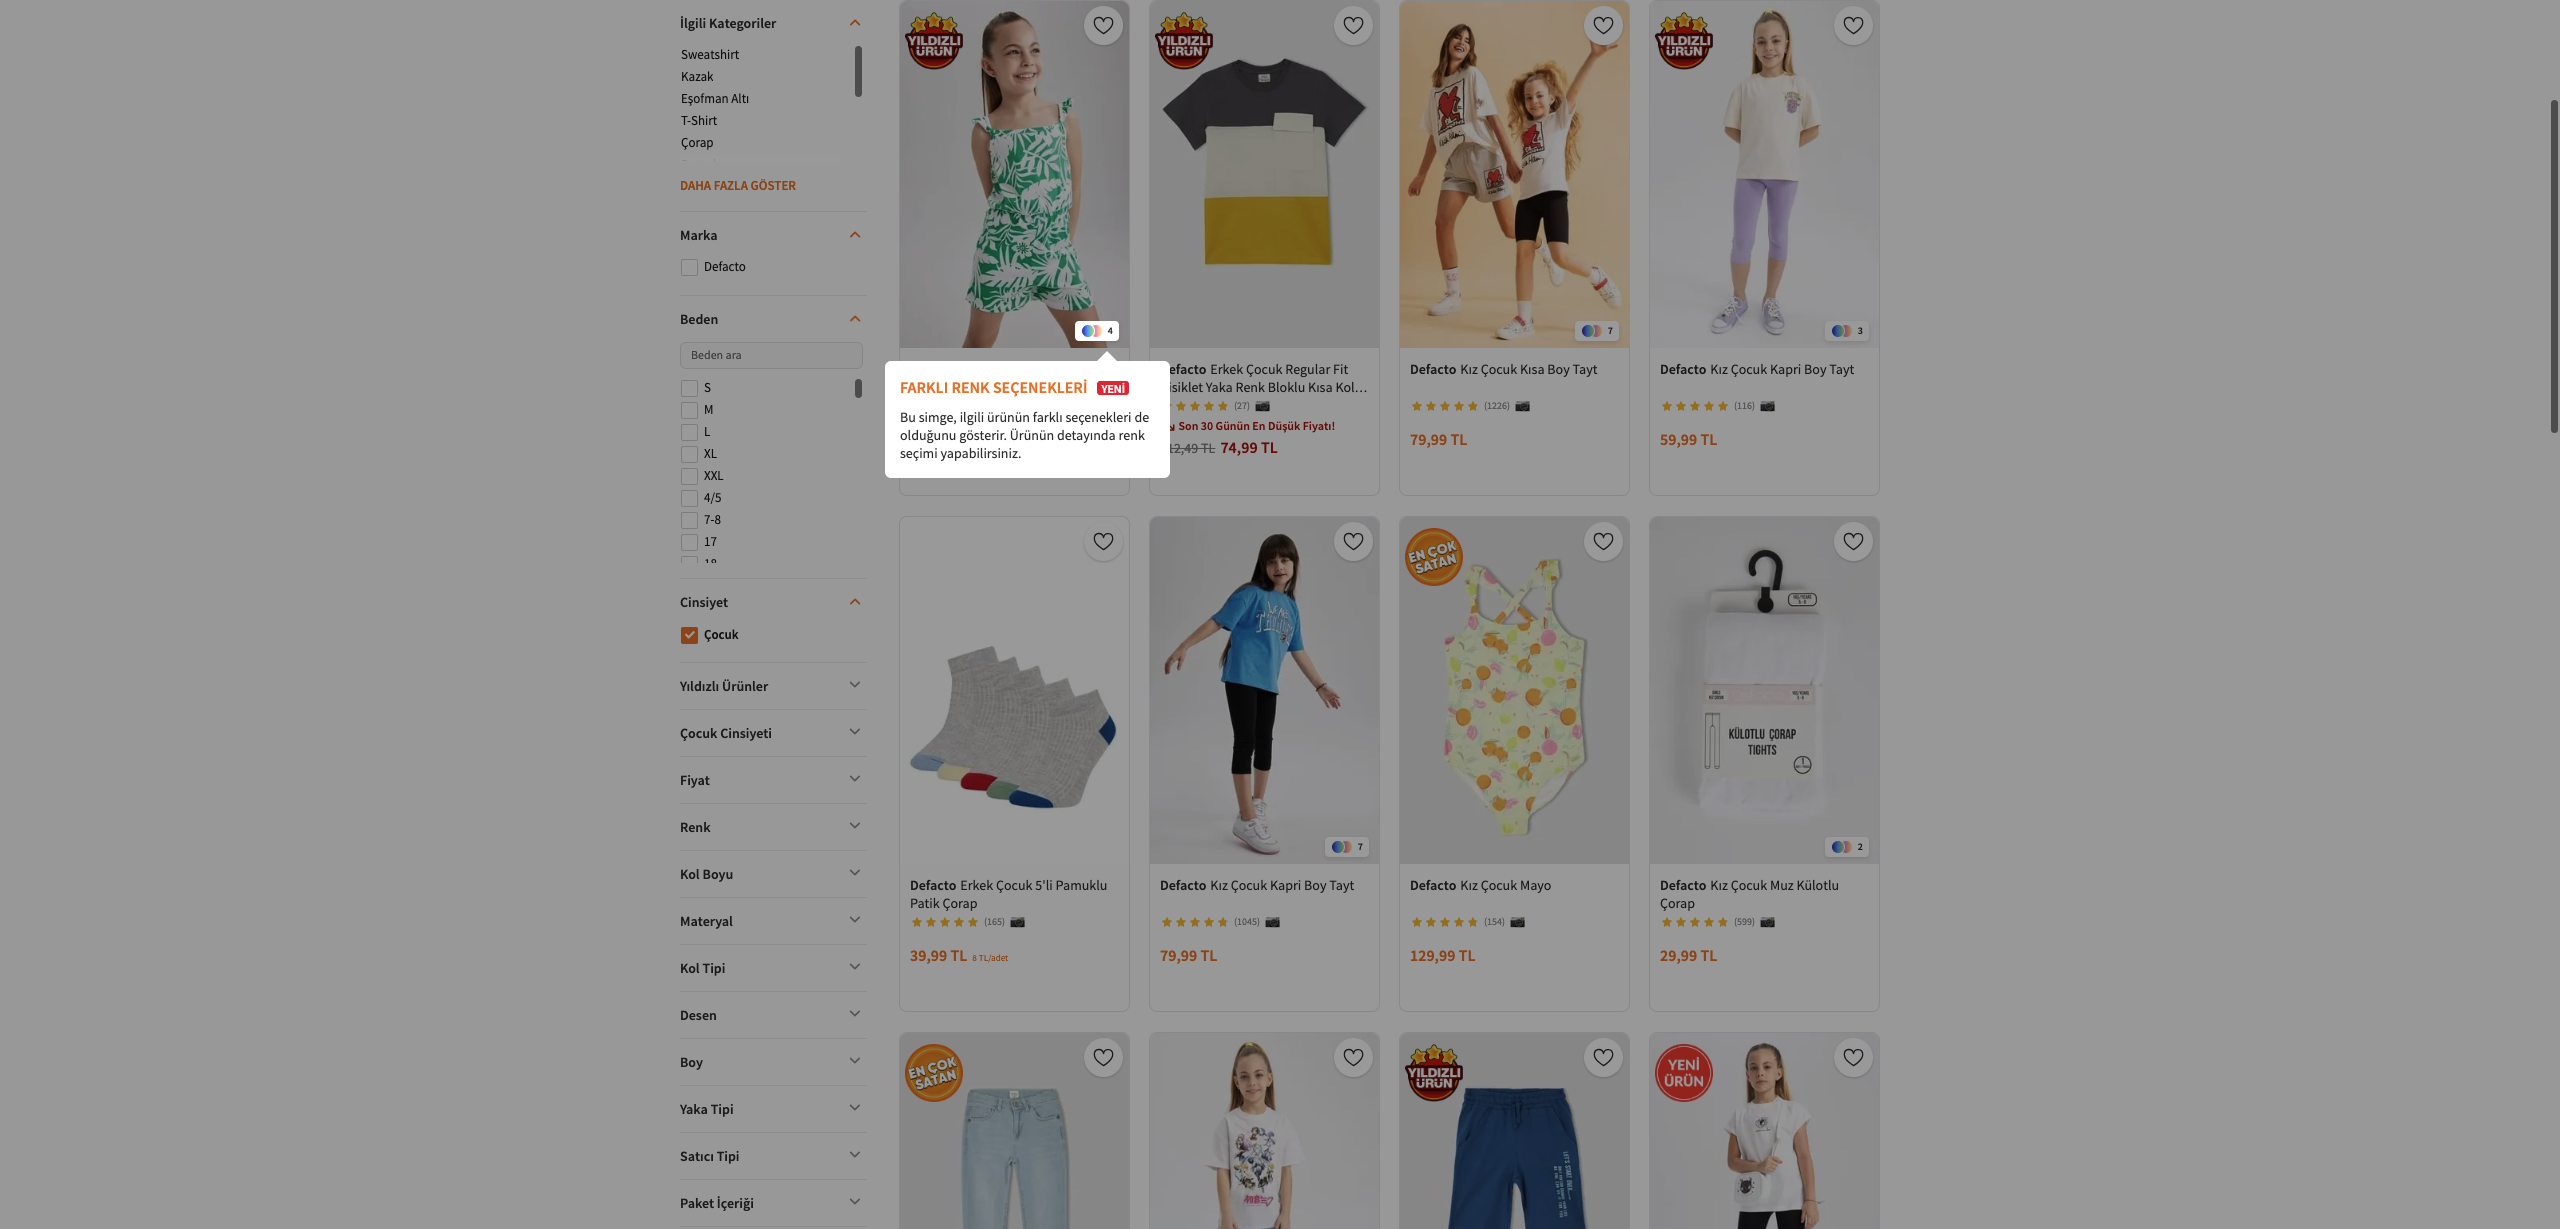 İlgili Kategoriler
Sweatshirt
Kazak
Eşofman Altı
T-Shirt
Çorap
DAHA FAZLA GÖSTER
Marka
Defacto
Beden
Beden ara
S
M
L
XL
XXL
4/5
7-8
17
18
Cinsiyet
Çocuk
Yıldızlı Ürünler
Çocuk Cinsiyeti
Fiyat
Renk
Kol Boyu
Materyal
Kol Tipi
Desen
Boy
Yaka Tipi
Satıcı Tipi
Paket İçeriği
YILDIZLI
ÜRÜN
4
FARKLI RENK SEÇENEKLERİ YENİ
Bu simge, ilgili ürünün farklı seçenekleri de
olduğunu gösterir. Ürünün detayında renk
seçimi yapabilirsiniz.
YILDIZLI
ÜRÜN
efacto Erkek Çocuk Regular Fit
isiklet Yaka Renk Bloklu Kısa Kol...
(27)
Son 30 Günün En Düşük Fiyatı!
12,49 TL 74,99 TL
7
Defacto Kız Çocuk Kısa Boy Tayt
(1226)
79,99 TL
YILDIZLI
ÜRÜN
3
Defacto Kız Çocuk Kapri Boy Tayt
(116)
59,99 TL
Defacto Erkek Çocuk 5'li Pamuklu
Patik Çorap
(165)
39,99 TL 8 TL/adet
7
Defacto Kız Çocuk Kapri Boy Tayt
(1045)
79,99 TL
EN ÇOK
SATAN
Defacto Kız Çocuk Mayo
(154)
129,99 TL
KÜLOTLU ÇORAP
TIGHTS
2
Defacto Kız Çocuk Muz Külotlu
Çorap
(599)
29,99 TL
EN ÇOK
SATAN
YILDIZLI
ÜRÜN
YENİ
ÜRÜN